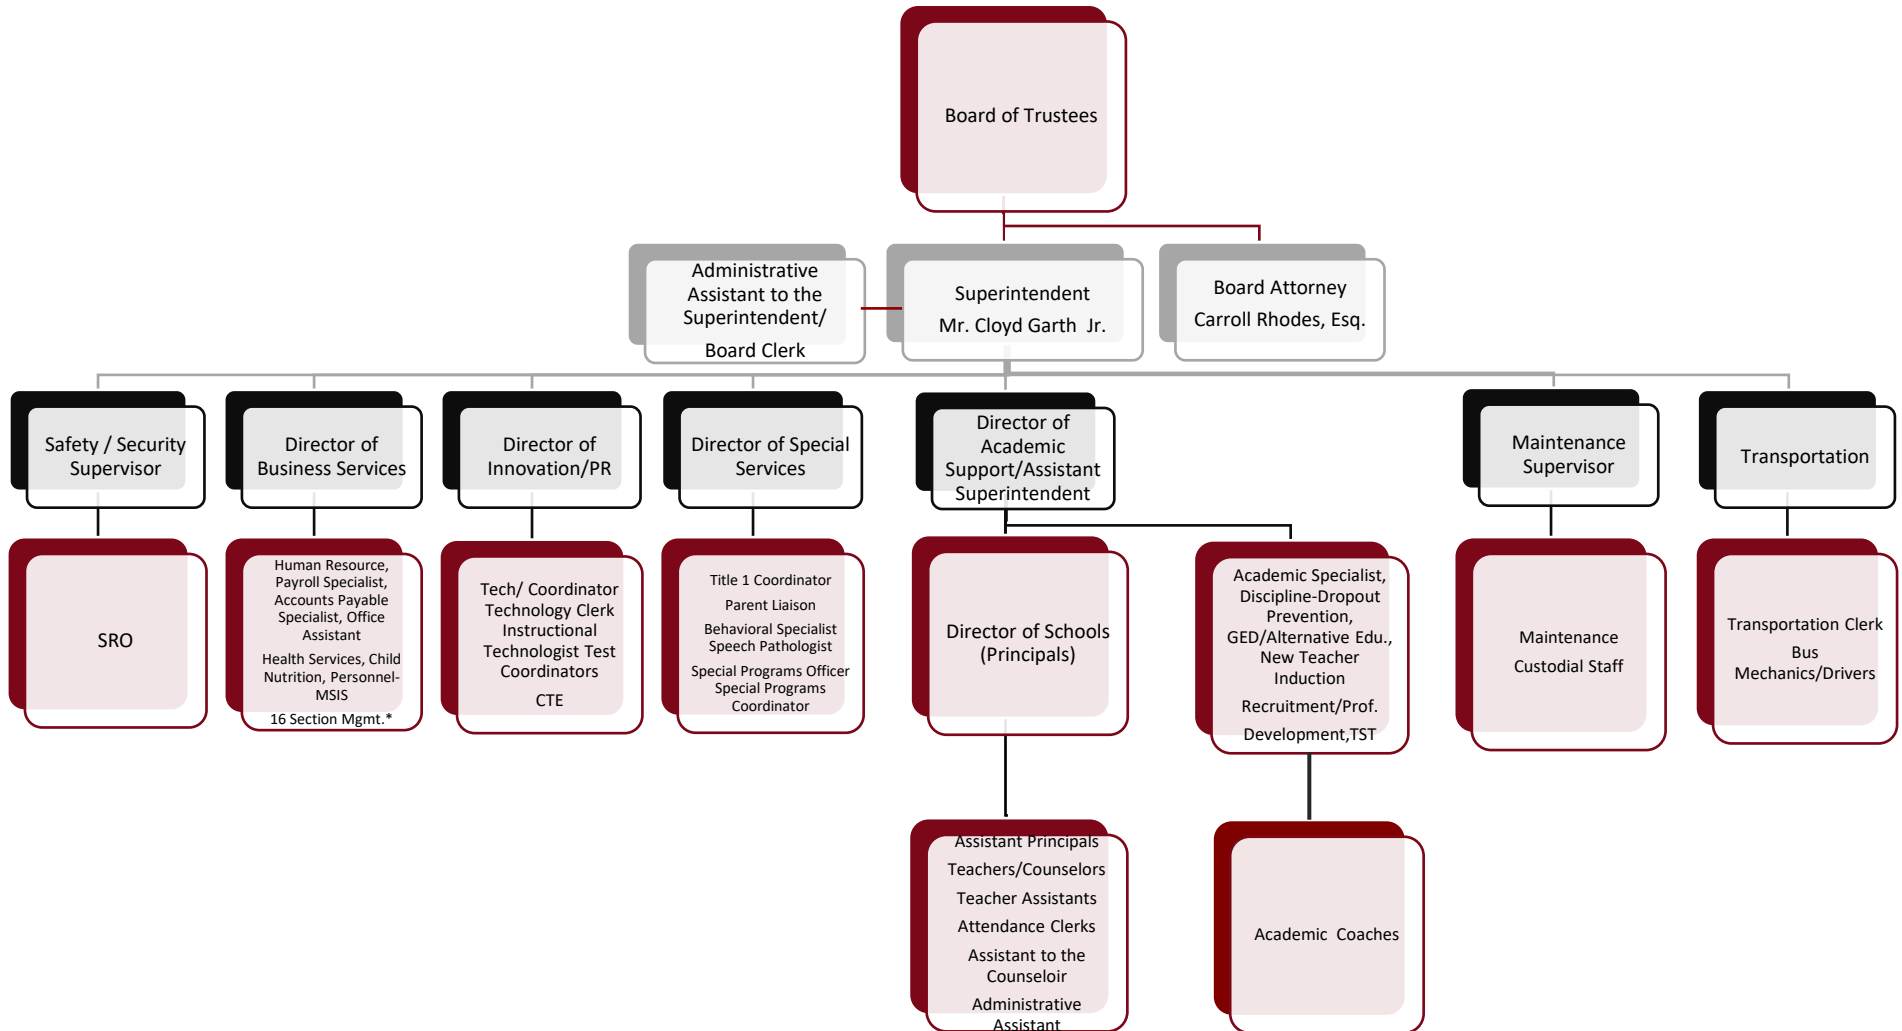 Board of Trustees
Administrative
Assistant to the
Superintendent/
Board Clerk
Superintendent
Mr. Cloyd Garth  Jr.
Board Attorney
Carroll Rhodes, Esq.
Safety / Security
Supervisor
Director of
Business Services
Director of
Innovation/PR
Director of Special
Services
Director of
Academic
Support/Assistant
Superintendent
Maintenance
Supervisor
Transportation
SRO
Human Resource,
Payroll Specialist,
Accounts Payable
Specialist, Office
Assistant
Health Services, Child
Nutrition, Personnel-
MSIS
16 Section Mgmt.*
Tech/ Coordinator
Technology Clerk
Instructional
Technologist Test
Coordinators
CTE
Title 1 Coordinator
Parent Liaison
Behavioral Specialist
Speech Pathologist
Special Programs Officer
Special Programs
Coordinator
Director of Schools
(Principals)
Academic Specialist,
Discipline-Dropout
Prevention,
GED/Alternative Edu.,
New Teacher
Induction
Recruitment/Prof.
Development,TST
Maintenance
Custodial Staff
Transportation Clerk
Bus
Mechanics/Drivers
Assistant Principals
Teachers/Counselors
Teacher Assistants
Attendance Clerks
Assistant to the
Counseloir
Administrative
Assistant
Academic  Coaches